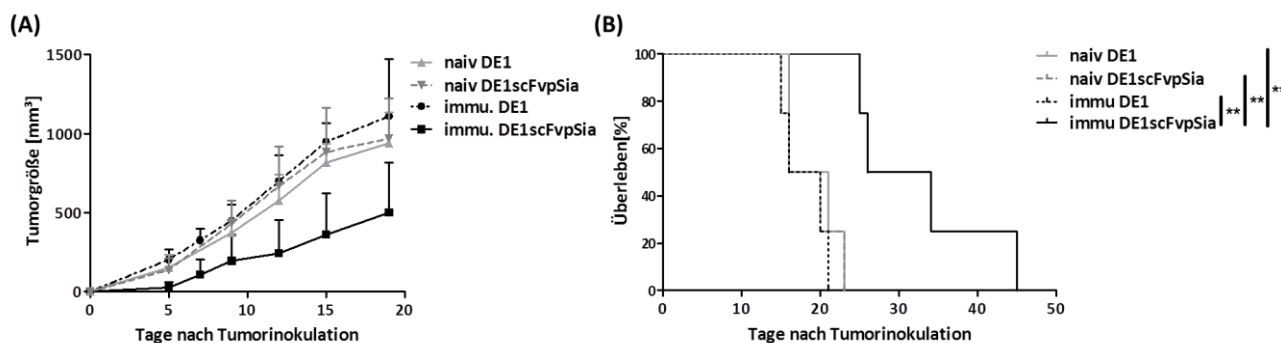 (A)
1500
1000
500
0
0
5
10
15
20
Tumorgröße [mm³]
Tage nach Tumorinokulation
naiv DE1
naiv DE1scFvpSia
immu. DE1
immu. DE1scFvpSia
(B)
100
80
60
40
20
0
0
10
20
30
40
50
Überleben[%]
Tage nach Tumorinokulation
naiv DE1
naiv DE1scFvpSia
immu DE1
immu DE1scFvpSia
**
**
**